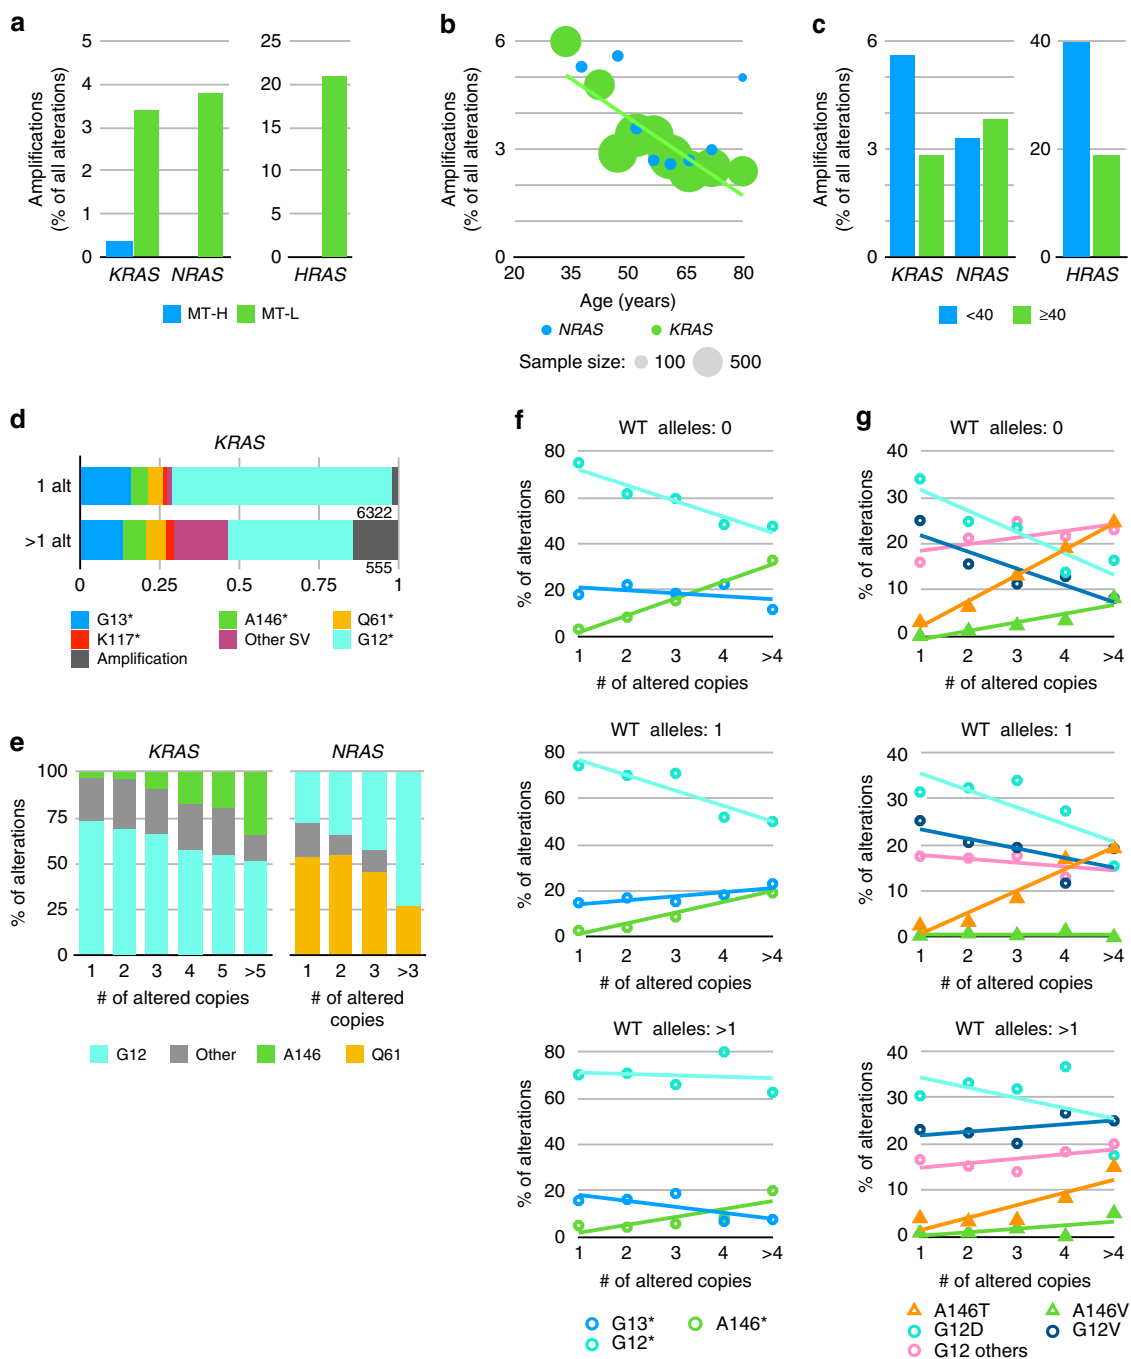 a
5
4
3
2
1
0
25
20
15
10
5
0
Amplifications
(% of all alterations)
KRAS NRAS
HRAS
MT-H MT-L
b
6
3
0
Amplifications
(% of all alterations)
20 35 50 65 80
Age (years)
NRAS KRAS
Sample size: 100 500
c
6
3
0
40
20
0
Amplifications
(% of all alterations)
KRAS NRAS
HRAS
<40 ≥40
d
KRAS
1 alt
6322
>1 alt
555
0 0.25 0.5 0.75 1
G13* A146* Q61*
K117* Other SV G12*
Amplification
e
KRAS NRAS
100
75
50
25
0
% of alterations
1 2 3 4 5 >5
1 2 3 >3
# of altered copies
# of altered
copies
G12 Other A146 Q61
f
WT alleles: 0
80
60
40
20
0
% of alterations
1 2 3 4 >4
# of altered copies
WT alleles: 1
80
60
40
20
0
% of alterations
1 2 3 4 >4
# of altered copies
WT alleles: >1
80
60
40
20
0
% of alterations
1 2 3 4 >4
# of altered copies
G13* A146*
G12*
g
WT alleles: 0
40
30
20
10
0
% of alterations
1 2 3 4 >4
# of altered copies
WT alleles: 1
40
30
20
10
0
% of alterations
1 2 3 4 >4
# of altered copies
WT alleles: >1
40
30
20
10
0
% of alterations
1 2 3 4 >4
# of altered copies
A146T A146V
G12D G12V
G12 others